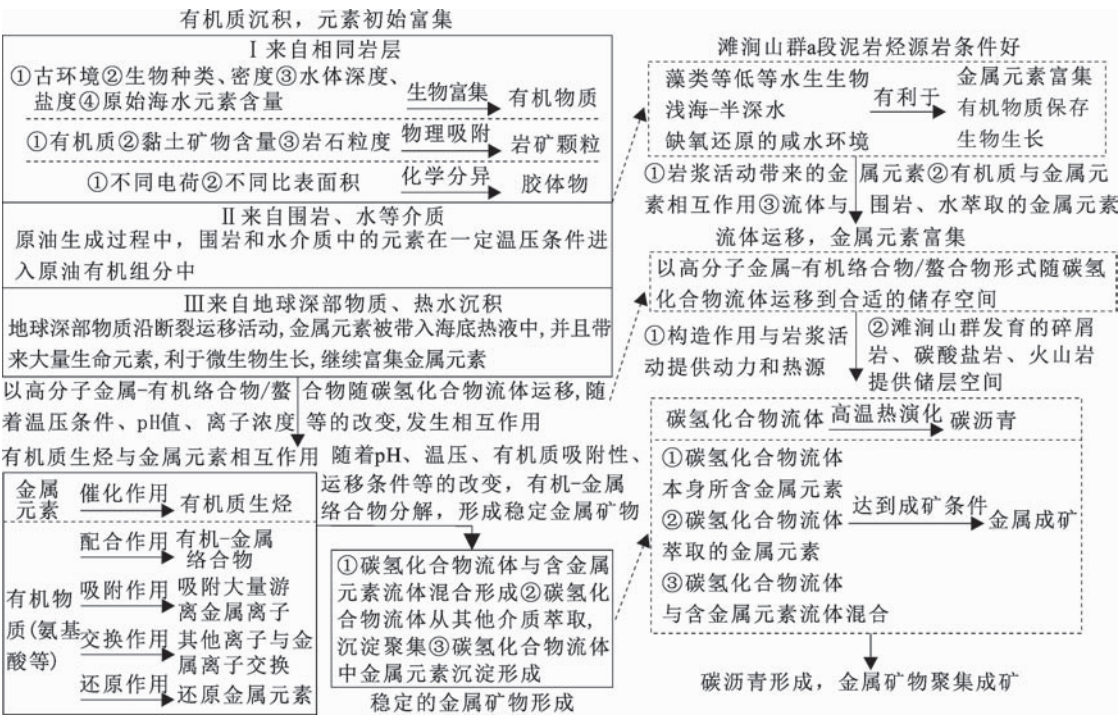 有机质沉积，元素初始富集
Ⅰ来自相同岩层
①古环境②生物种类、密度③水体深度、
盐度④原始海水元素含量
生物富集
有机物质
①有机质②黏土矿物含量③岩石粒度
物理吸附
岩矿颗粒
①不同电荷②不同比表面积
化学分异
胶体物
Ⅱ来自围岩、水等介质
原油生成过程中，围岩和水介质中的元素在一定温压条件进
入原油有机组分中
Ⅲ来自地球深部物质、热水沉积
地球深部物质沿断裂运移活动,金属元素被带入海底热液中,并且带
来大量生命元素,利于微生物生长,继续富集金属元素
以高分子金属-有机络合物/螯合物随碳氢化合物流体运移,随
着温压条件、pH值、离子浓度等的改变,发生相互作用
有机质生烃与金属元素相互作用
金属
元素
催化作用
有机质生烃
有机物
质(氨基
酸等)
配合作用
有机-金属
络合物
吸附作用
吸附大量游
离金属离子
交换作用
其他离子与金
属离子交换
还原作用
还原金属元素
随着pH、温压、有机质吸附性、
运移条件等的改变，有机-金属
络合物分解，形成稳定金属矿物
①碳氢化合物流体与含金属
元素流体混合形成②碳氢化
合物流体从其他介质萃取,
沉淀聚集③碳氢化合物流体
中金属元素沉淀形成
稳定的金属矿物形成
滩涧山群a段泥岩烃源岩条件好
藻类等低等水生生物
浅海-半深水
缺氧还原的咸水环境
有利于
金属元素富集
有机物质保存
生物生长
①岩浆活动带来的金属元素②有机质与金属元
素相互作用③流体与围岩、水萃取的金属元素
流体运移，金属元素富集
以高分子金属-有机络合物/螯合物形式随碳氢
化合物流体运移到合适的储存空间
①构造作用与岩浆活
动提供动力和热源
②滩涧山群发育的碎屑
岩、碳酸盐岩、火山岩
提供储层空间
碳氢化合物流体
高温热演化
碳沥青
①碳氢化合物流体
本身所含金属元素
②碳氢化合物流体
萃取的金属元素
③碳氢化合物流体
与含金属元素流体混合
达到成矿条件
金属成矿
碳沥青形成，金属矿物聚集成矿